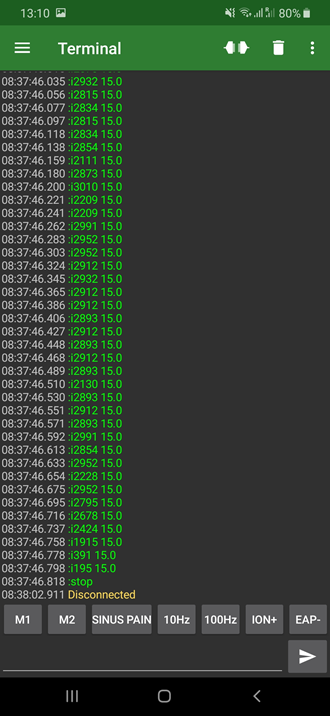 13:10 80%
Terminal
08:37:46.035 :i2932 15.0
08:37:46.056 :i2815 15.0
08:37:46.077 :i2834 15.0
08:37:46.097 :i2815 15.0
08:37:46.118 :i2834 15.0
08:37:46.138 :i2854 15.0
08:37:46.159 :i2111 15.0
08:37:46.180 :i2873 15.0
08:37:46.200 :i3010 15.0
08:37:46.221 :i2209 15.0
08:37:46.241 :i2209 15.0
08:37:46.262 :i2991 15.0
08:37:46.283 :i2952 15.0
08:37:46.303 :i2952 15.0
08:37:46.324 :i2912 15.0
08:37:46.345 :i2932 15.0
08:37:46.365 :i2912 15.0
08:37:46.386 :i2912 15.0
08:37:46.406 :i2893 15.0
08:37:46.427 :i2912 15.0
08:37:46.448 :i2893 15.0
08:37:46.468 :i2912 15.0
08:37:46.489 :i2893 15.0
08:37:46.510 :i2130 15.0
08:37:46.530 :i2893 15.0
08:37:46.551 :i2912 15.0
08:37:46.571 :i2893 15.0
08:37:46.592 :i2991 15.0
08:37:46.613 :i2854 15.0
08:37:46.633 :i2952 15.0
08:37:46.654 :i2228 15.0
08:37:46.675 :i2952 15.0
08:37:46.695 :i2795 15.0
08:37:46.716 :i2678 15.0
08:37:46.737 :i2424 15.0
08:37:46.758 :i1915 15.0
08:37:46.778 :i391 15.0
08:37:46.798 :i195 15.0
08:37:46.818 :stop
08:38:02.911 Disconnected
M1 M2 SINUS PAIN 10Hz 100Hz ION+ EAP-